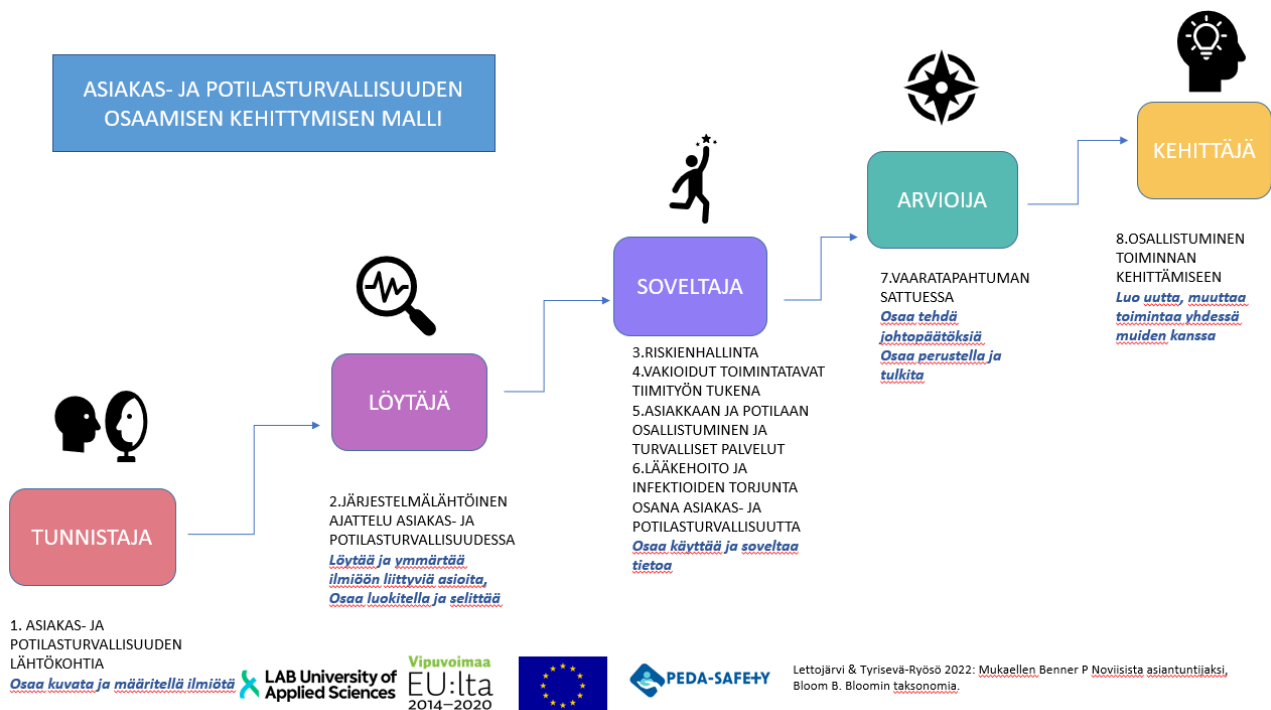 ASIAKAS- JA POTILASTURVALLISUUDEN
OSAAMISEN KEHITTYMISEN MALLI
TUNNISTAJA
1. ASIAKAS- JA
POTILASTURVALLISUUDEN
LÄHTÖKOHTIA
Osaa kuvata ja määritellä ilmiötä
LÖYTÄJÄ
2.JÄRJESTELMÄLÄHTÖINEN
AJATTELU ASIAKAS- JA
POTILASTURVALLISUUDESSA
Löytää ja ymmärtää
ilmiöön liittyviä asioita,
Osaa luokitella ja selittää
SOVELTAJA
3.RISKIENHALLINTA
4.VAKIOIDUT TOIMINTATAVAT
TIIMITYÖN TUKENA
5.ASIAKKAAN JA POTILAAN
OSALLISTUMINEN JA
TURVALLISET PALVELUT
6.LÄÄKEHOITO JA
INFEKTIOIDEN TORJUNTA
OSANA ASIAKAS- JA
POTILASTURVALLISUUTTA
Osaa käyttää ja soveltaa
tietoa
ARVIOIJA
7.VAARATAPAHTUMAN
SATTUESSA
Osaa tehdä
johtopäätöksiä
Osaa perustella ja
tulkita
KEHITTÄJÄ
8.OSALLISTUMINEN
TOIMINNAN
KEHITTÄMISEEN
Luo uutta, muuttaa
toimintaa yhdessä
muiden kanssa
LAB University of
Applied Sciences
Vipuvoimaa
EU:lta
2014–2020
PEDA-SAFETY
Lettojärvi & Tyrisevä-Ryösö 2022: Mukaellen Benner P Noviisista asiantuntijaksi,
Bloom B. Bloomin taksonomia.